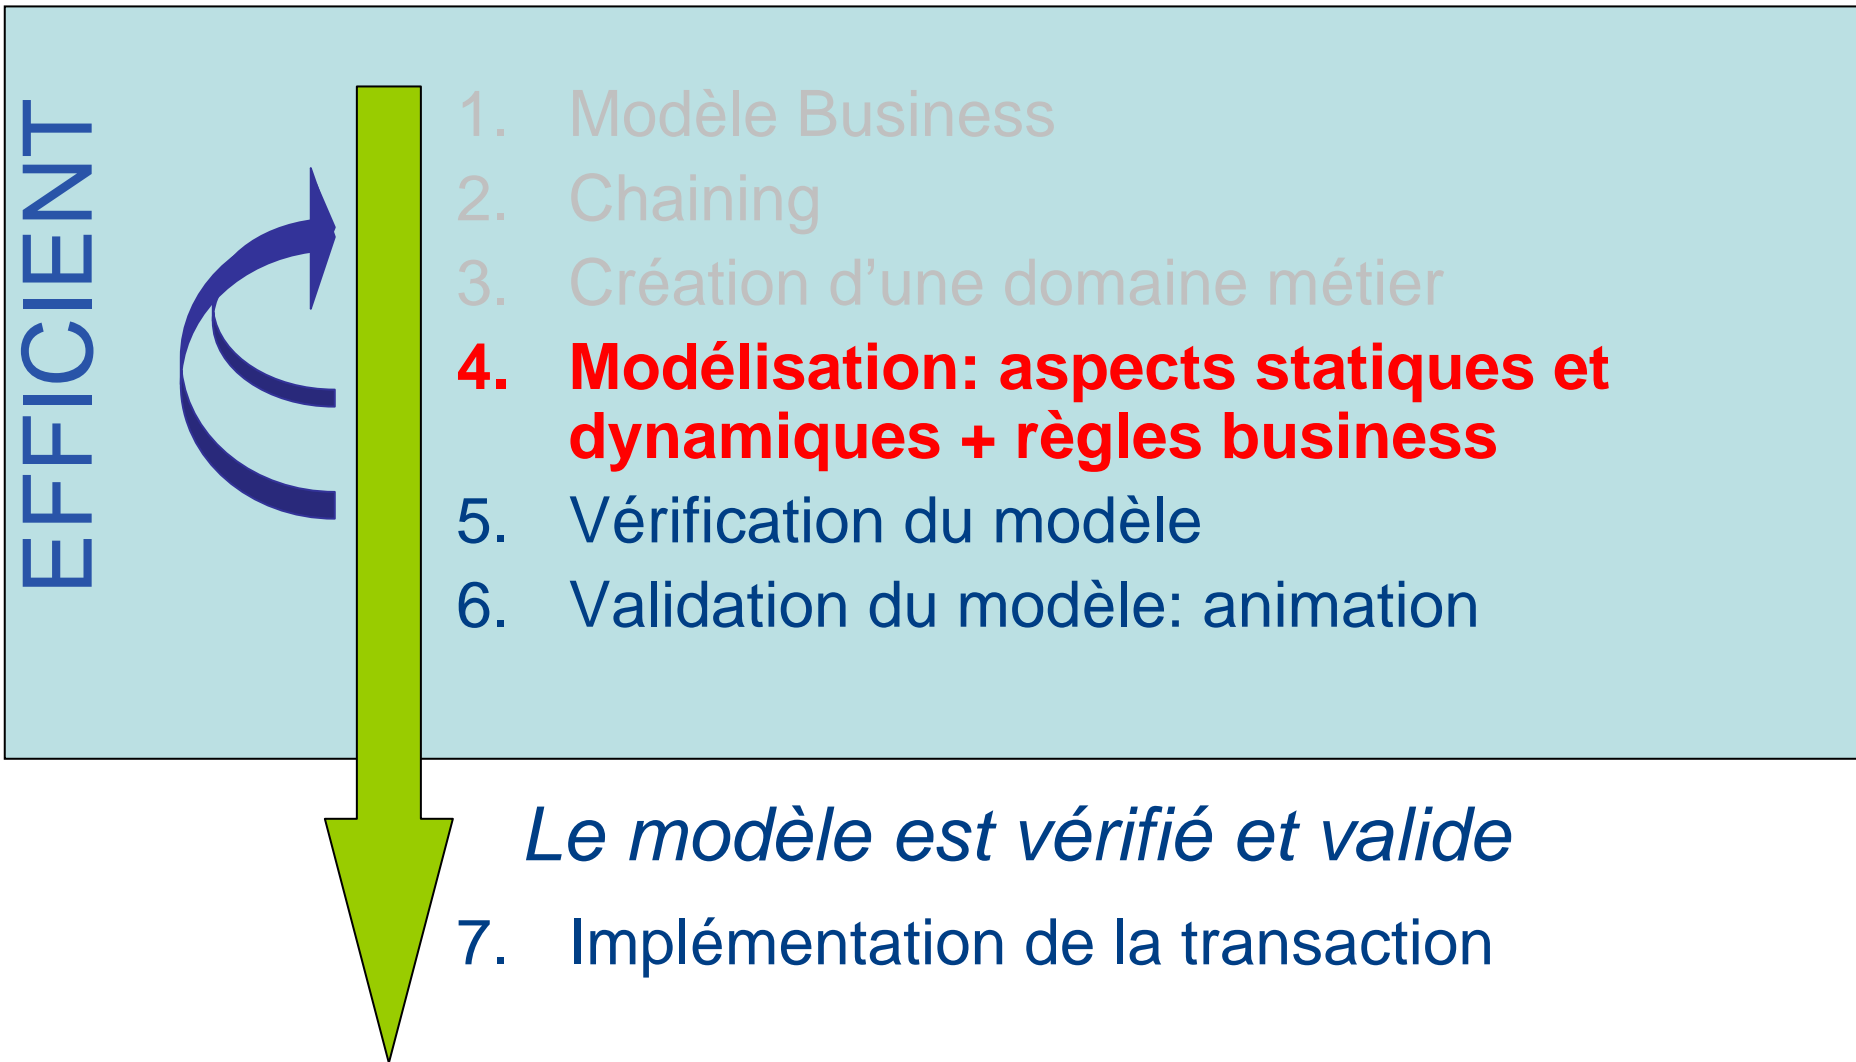 EFFICIENT
1. Modèle Business
2. Chaining
3. Création d’une domaine métier
4. Modélisation: aspects statiques et
dynamiques + règles business
5. Vérification du modèle
6. Validation du modèle: animation
Le modèle est vérifié et valide
7. Implémentation de la transaction